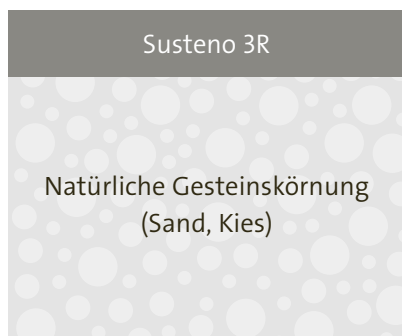 Susteno 3R
Natürliche Gesteinskörnung
(Sand, Kies)